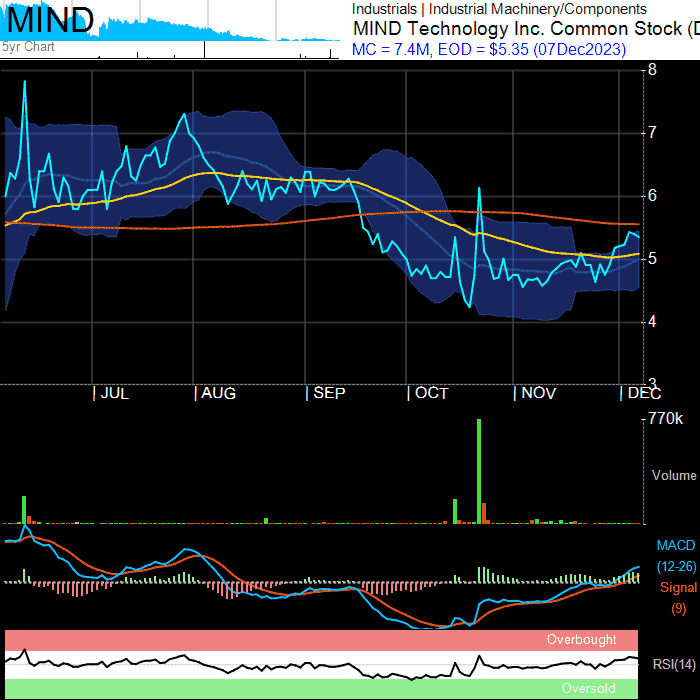 MIND
5yr Chart
Industrials | Industrial Machinery/Components
MIND Technology Inc. Common Stock (D
MC = 7.4M, EOD = $5.35 (07Dec2023)
8
7
6
5
4
3
JUL
AUG
SEP
OCT
NOV
DEC
770k
Volume
MACD
(12-26)
Signal
(9)
Overbought
RSI(14)
Oversold